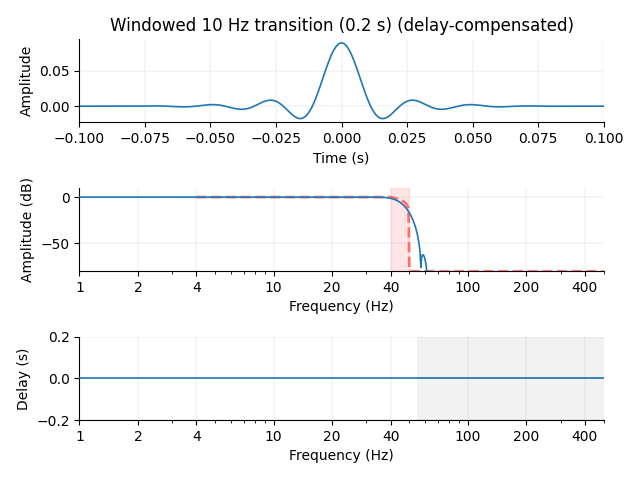 Windowed 10 Hz transition (0.2 s) (delay-compensated)
Amplitude
0.05
0.00
−0.100 −0.075 −0.050 −0.025 0.000 0.025 0.050 0.075 0.100
Time (s)
Amplitude (dB)
0
−50
1 2 4 10 20 40 100 200 400
Frequency (Hz)
Delay (s)
0.2
0.0
−0.2
1 2 4 10 20 40 100 200 400
Frequency (Hz)